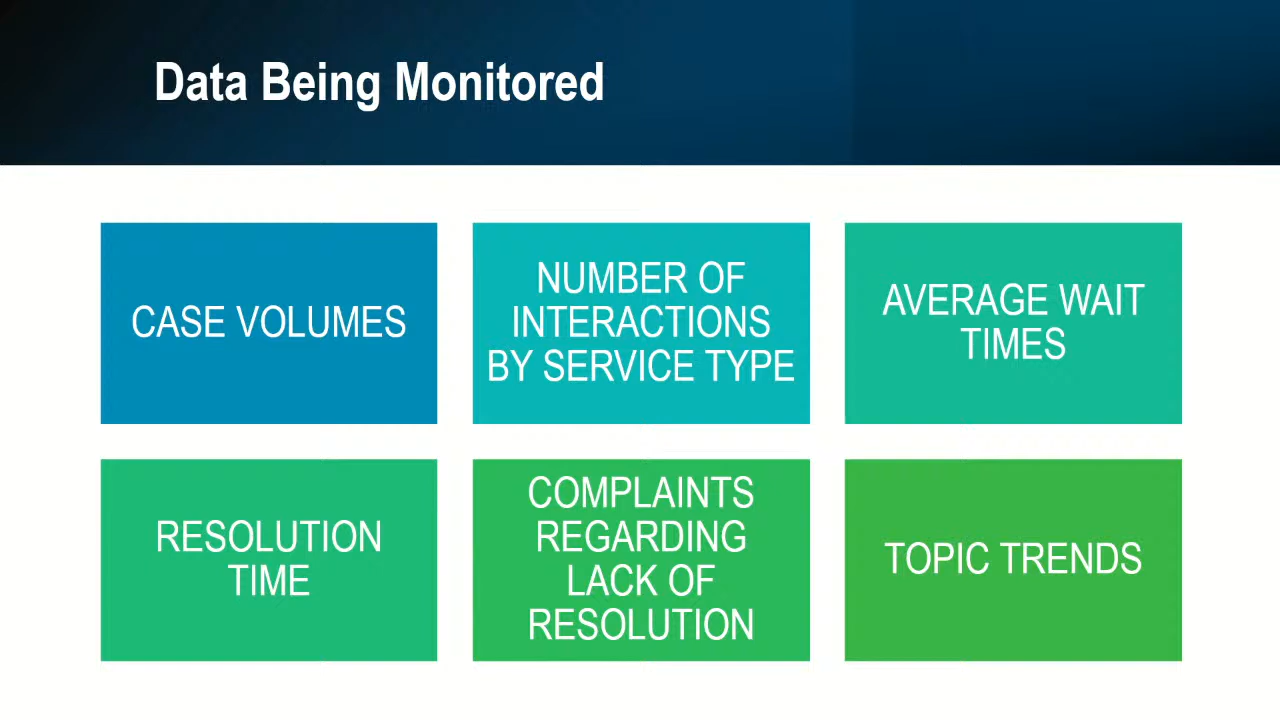 Data Being Monitored
CASE VOLUMES
NUMBER OF
INTERACTIONS
BY SERVICE TYPE
AVERAGE WAIT
TIMES
RESOLUTION
TIME
COMPLAINTS
REGARDING
LACK OF
RESOLUTION
TOPIC TRENDS